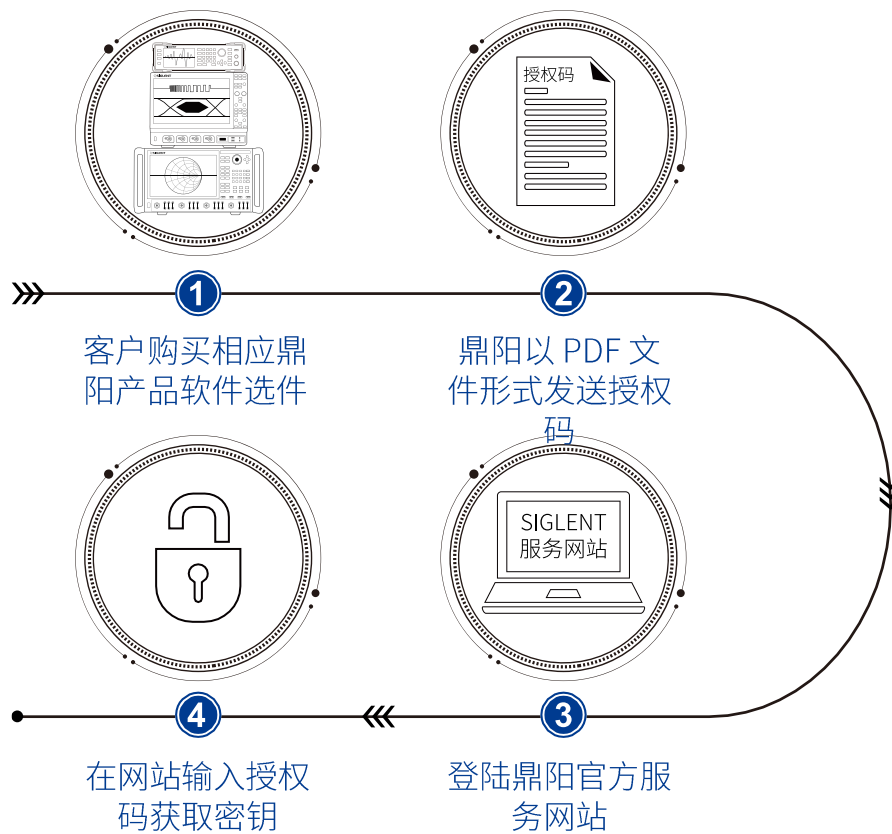 SIGLENT
SIGLENT
SIGLENT
授权码
1
2
客户购买相应鼎
阳产品软件选件
鼎阳以 PDF 文
件形式发送授权
码
SIGLENT
服务网站
4
3
在网站输入授权
码获取密钥
登陆鼎阳官方服
务网站